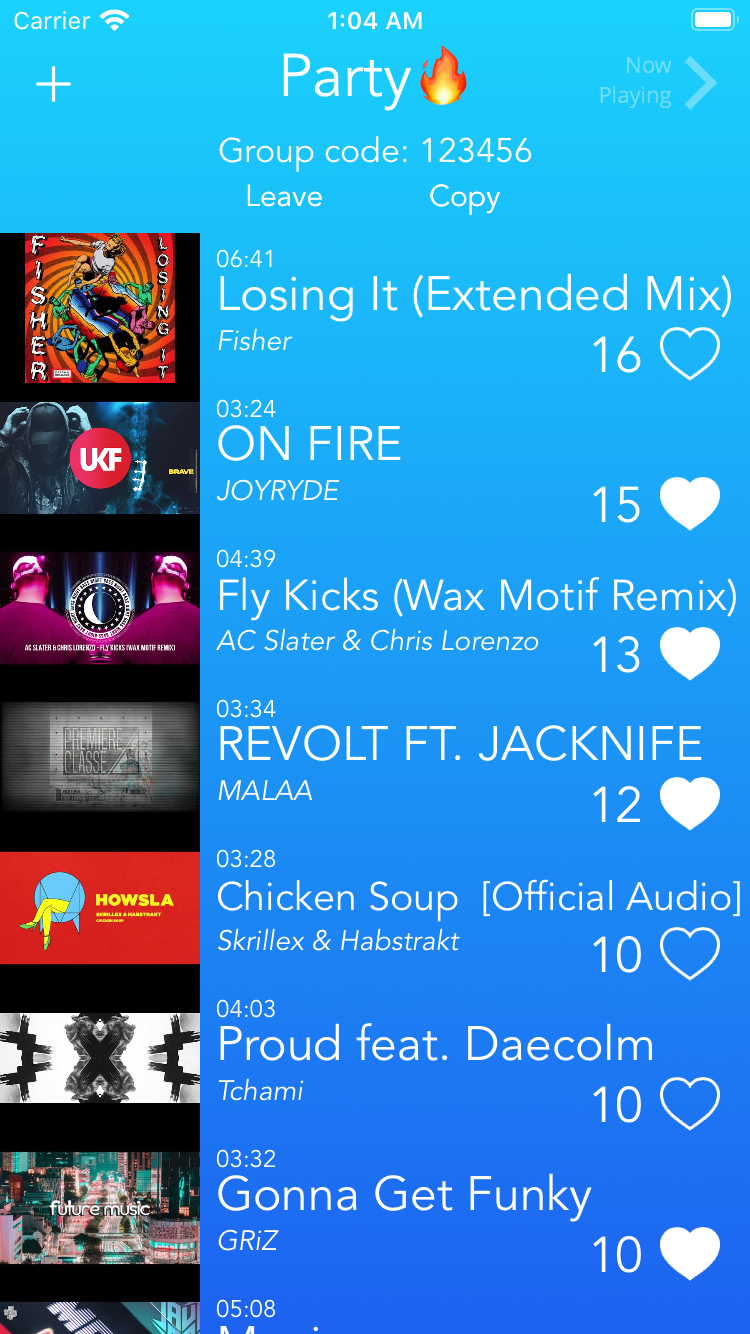 Carrier 1:04 AM
Party🔥
Now
Playing
Group code: 123456
Leave Copy
FISHER LOSING IT
06:41
Losing It (Extended Mix)
Fisher
16
UKF
BRAVE
03:24
ON FIRE
JOYRYDE
15
AC SLATER & CHRIS LORENZO - FLY KICKS (WAX MOTIF REMIX)
04:39
Fly Kicks (Wax Motif Remix)
AC Slater & Chris Lorenzo
13
PREMIERE
CLASSE
03:34
REVOLT FT. JACKNIFE
MALAA
12
HOWSLA
SKRILLEX & HABSTRAKT
CHICKEN SOUP
03:28
Chicken Soup [Official Audio]
Skrillex & Habstrakt
10
04:03
Proud feat. Daecolm
Tchami
10
future music
03:32
Gonna Get Funky
GRiZ
10
05:08